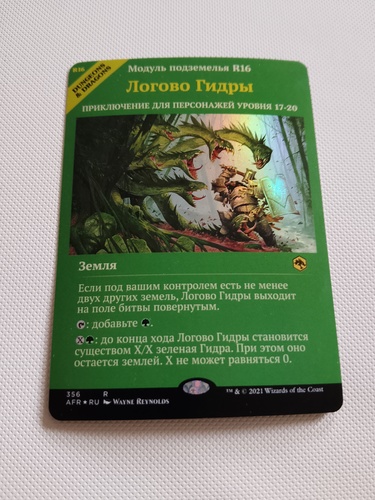 R16
DUNGEONS
& DRAGONS
Модуль подземелья R16
Логово Гидры
ПРИКЛЮЧЕНИЕ ДЛЯ ПЕРСОНАЖЕЙ УРОВНЯ 17-20
Земля
Если под вашим контролем есть не менее
двух других земель, Логово Гидры выходит
на поле битвы повернутым.
: добавьте .
X : до конца хода Логово Гидры становится
существом X/X зеленая Гидра. При этом оно
остается землей. X не может равняться 0.
356 R
AFR • RU Wayne Reynolds
™ & © 2021 Wizards of the Coast